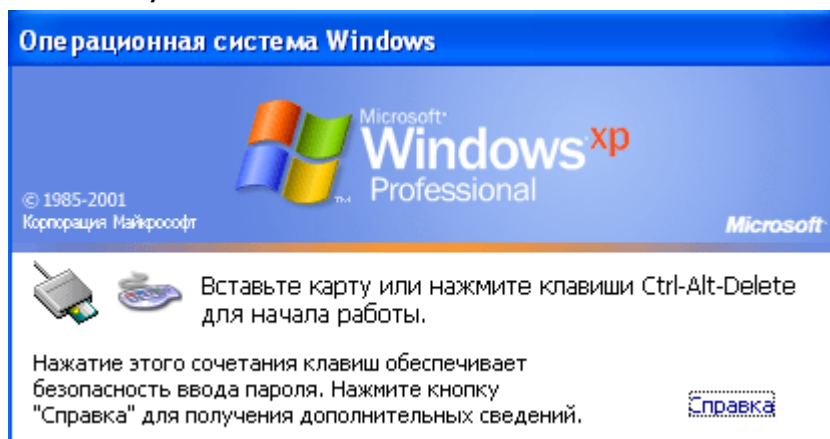 Операционная система Windows
Microsoft
Windows xp
Professional
TM
© 1985-2001
Корпорация Майкрософт
Microsoft
Вставьте карту или нажмите клавиши Ctrl-Alt-Delete
для начала работы.
Нажатие этого сочетания клавиш обеспечивает
безопасность ввода пароля. Нажмите кнопку
"Справка" для получения дополнительных сведений.
Справка